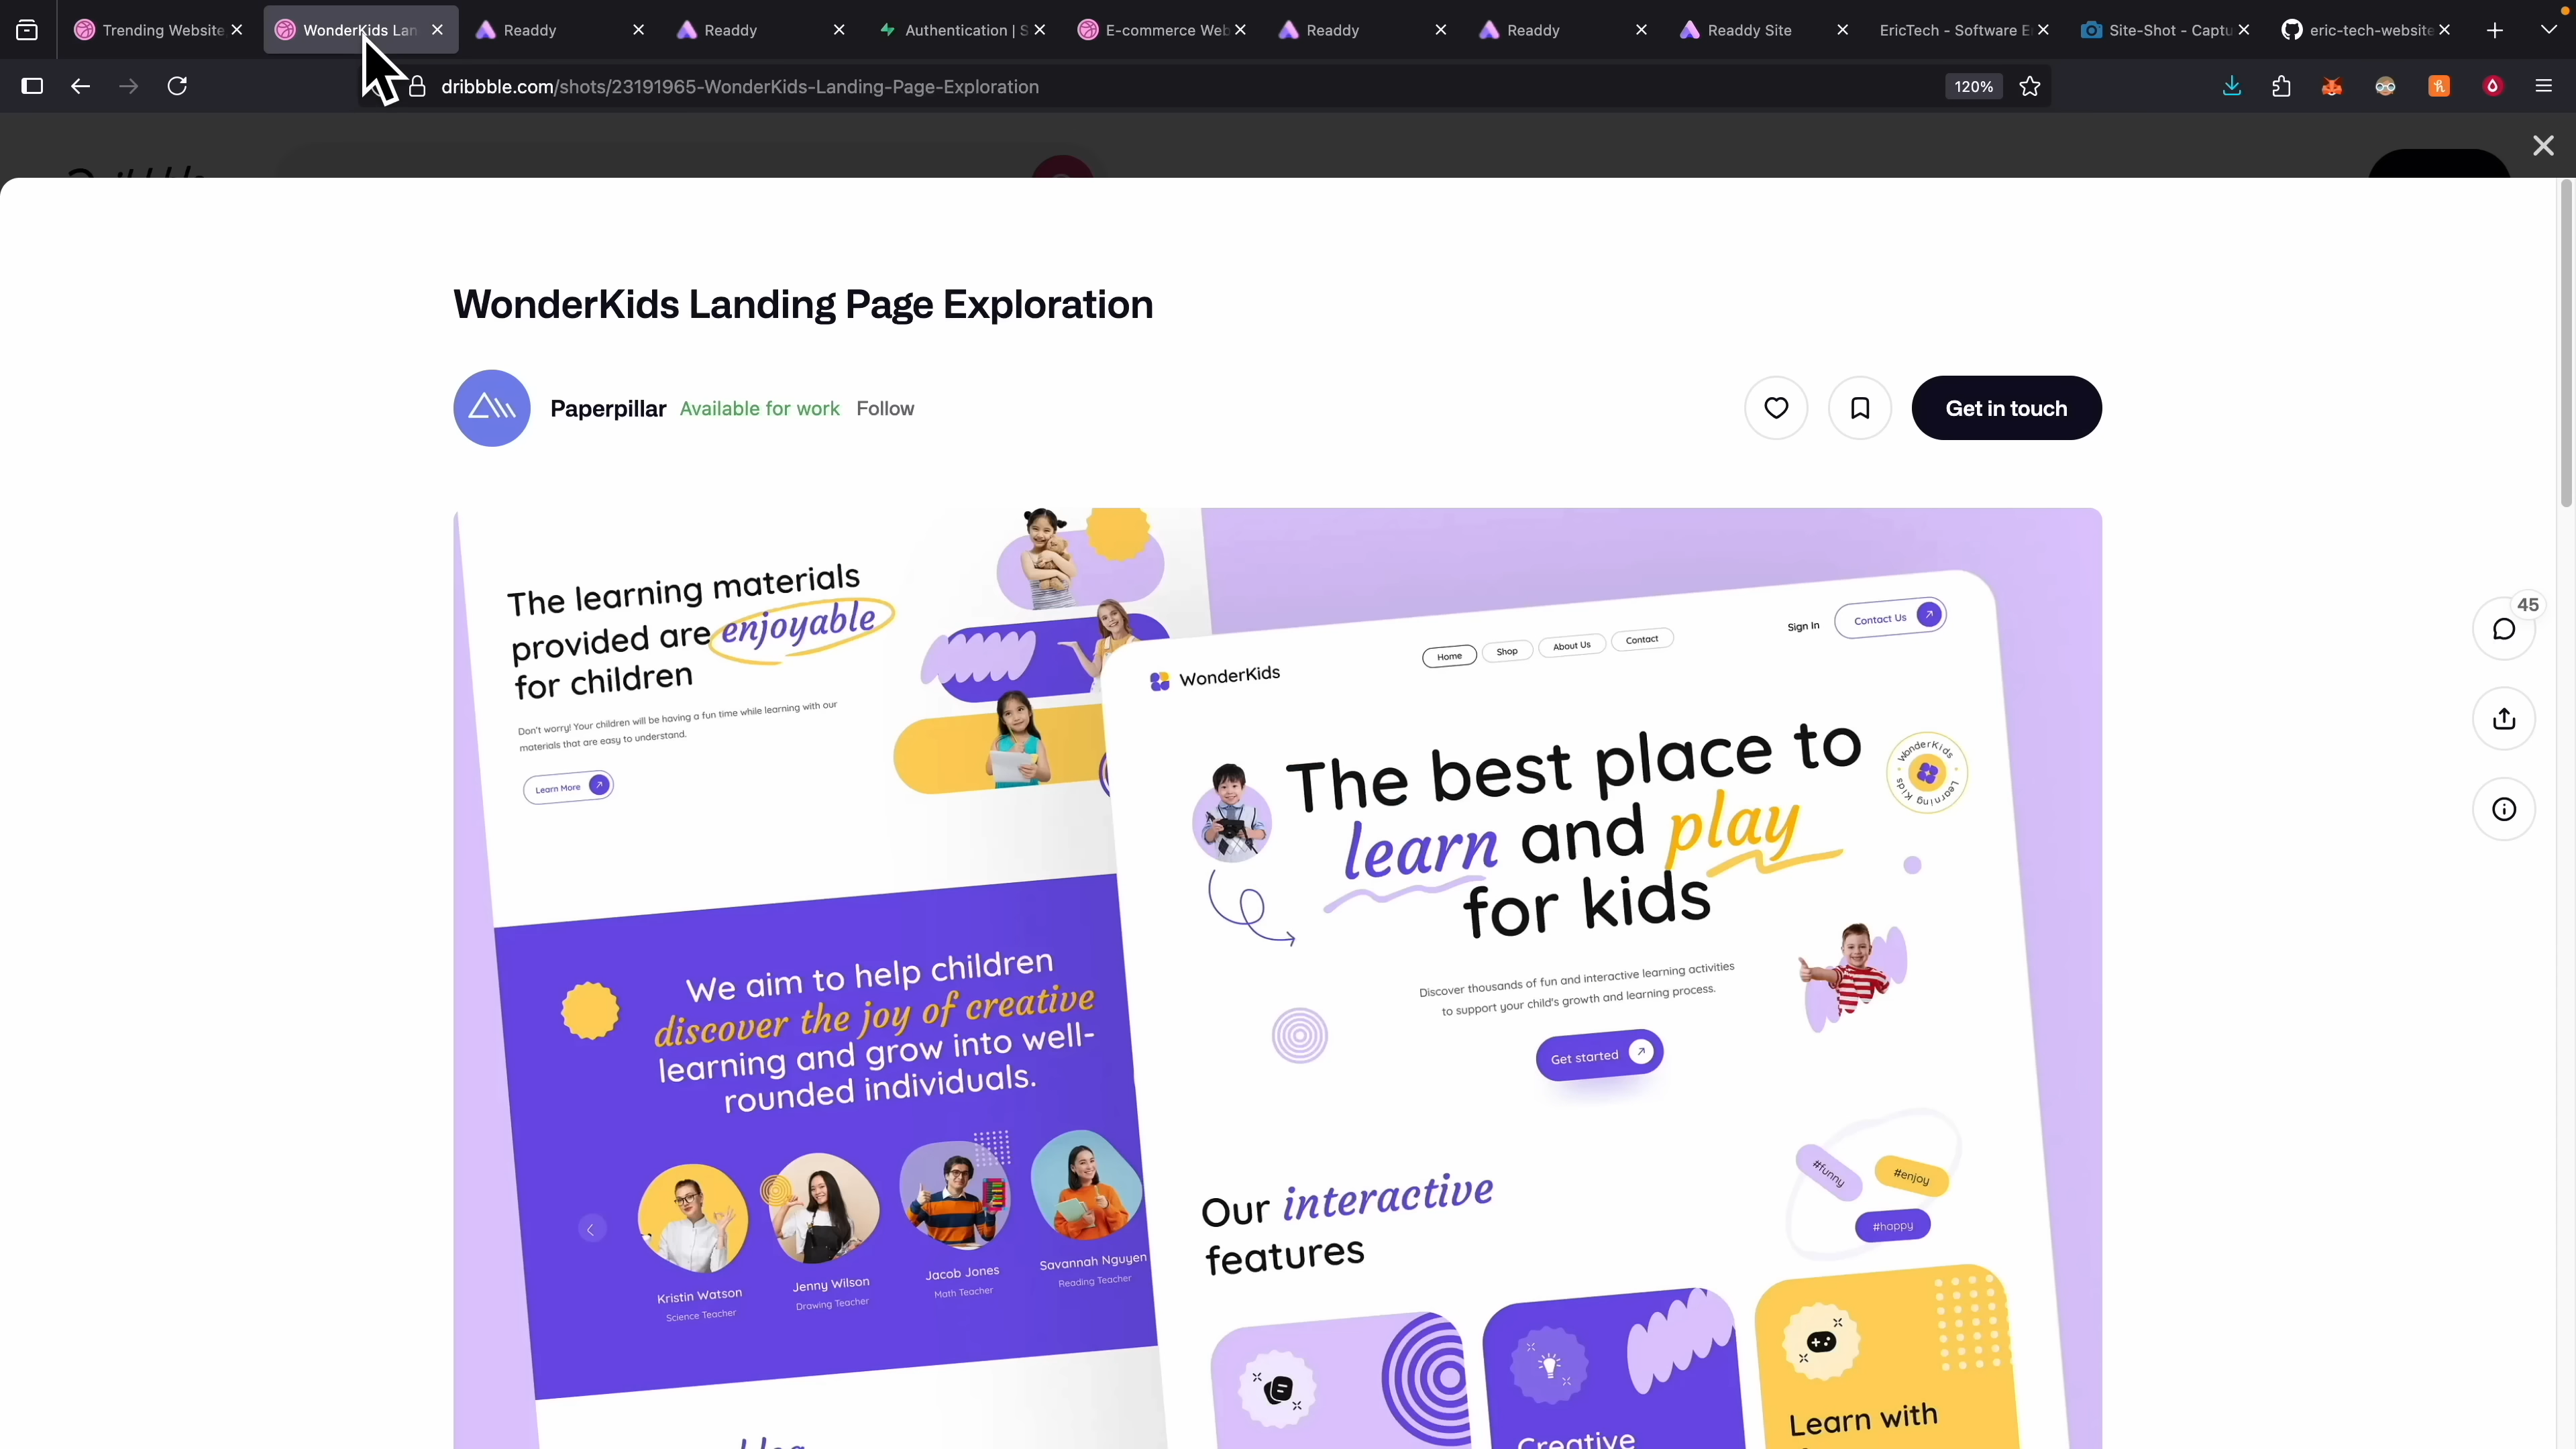 Trending Website
WonderKids Lan
Readdy
Readdy
Authentication | S
E-commerce Web
Readdy
Readdy
Readdy Site
EricTech - Software E
Site-Shot - Captu
eric-tech-website
dribbble.com/shots/23191965-WonderKids-Landing-Page-Exploration
120%
WonderKids Landing Page Exploration
Paperpillar
Available for work
Follow
Get in touch
45
The learning materials
provided are enjoyable
for children
Don't worry! Your children will be having a fun time while learning with our
materials that are easy to understand.
Learn More
We aim to help children
discover the joy of creative
learning and grow into well-
rounded individuals.
Kristin Watson
Science Teacher
Jenny Wilson
Drawing Teacher
Jacob Jones
Math Teacher
Savannah Nguyen
Reading Teacher
WonderKids
Home
Shop
About Us
Contact
Sign In
Contact Us
The best place to
learn and play
for kids
WonderKids
Learning Kids
Discover thousands of fun and interactive learning activities
to support your child's growth and learning process.
Get started
Our interactive
features
#funny
#enjoy
#happy
Creative
Learn with